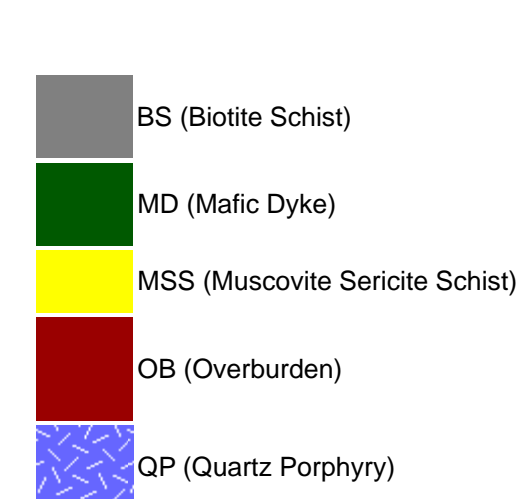 BS (Biotite Schist)
MD (Mafic Dyke)
MSS (Muscovite Sericite Schist)
OB (Overburden)
QP (Quartz Porphyry)